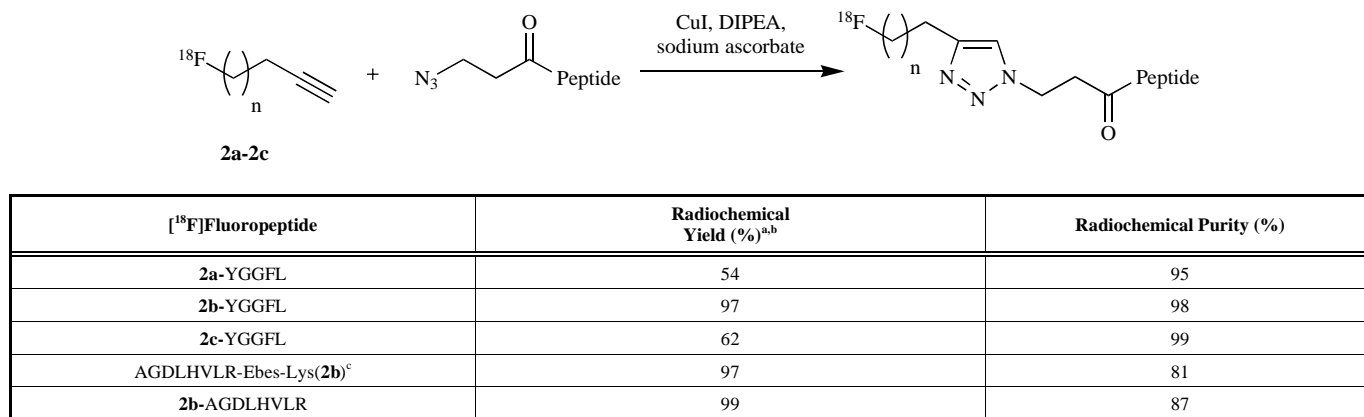 ¹⁸F
( )
n
2a-2c
+
N₃
O
Peptide
CuI, DIPEA,
sodium ascorbate
¹⁸F
( )
n
N
N
N
Peptide
O
[¹⁸F]Fluoropeptide Radiochemical Yield (%)ᵃ,ᵇ Radiochemical Purity (%)
2a-YGGFL 54 95
2b-YGGFL 97 98
2c-YGGFL 62 99
AGDLHVLR-Ebes-Lys(2b)ᶜ 97 81
2b-AGDLHVLR 99 87